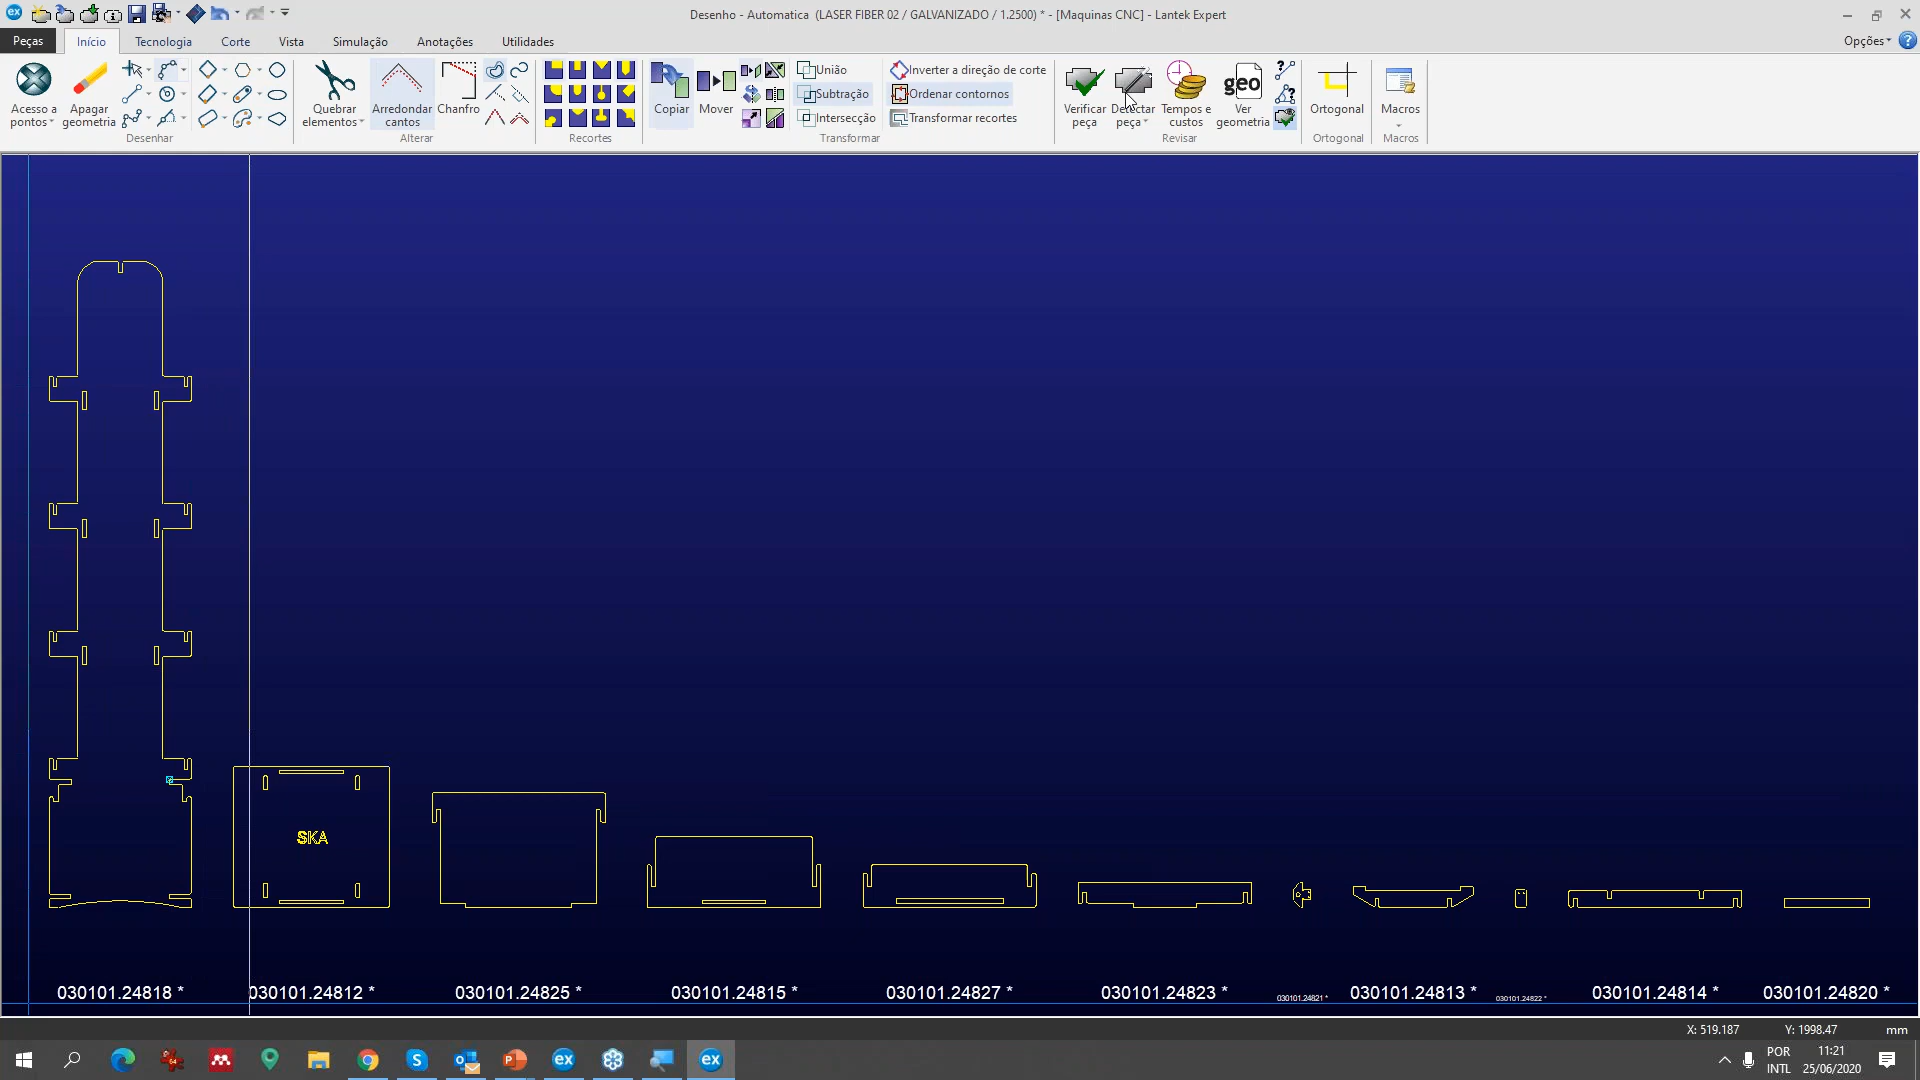 Desenho - Automatica (LASER FIBER 02 / GALVANIZADO / 1.2500) * - [Maquinas CNC] - Lantek Expert
Peças
Início
Tecnologia
Corte
Vista
Simulação
Anotações
Utilidades
Opções
Acesso a pontos
Apagar geometria
Desenhar
Quebrar elementos
Arredondar cantos
Chanfro
Alterar
Recortes
Copiar
Mover
União
Subtração
Intersecção
Inverter a direção de corte
Ordenar contornos
Transformar recortes
Transformar
Verificar peça
Detectar peça
Tempos e custos
geo
Ver geometria
Revisar
Ortogonal
Ortogonal
Macros
Macros
SKA
030101.24818 *
030101.24812 *
030101.24825 *
030101.24815 *
030101.24827 *
030101.24823 *
030101.24821 *
030101.24813 *
030101.24822 *
030101.24814 *
030101.24820 *
X: 519.187
Y: 1998.47
mm
POR
INTL
11:21
25/06/2020